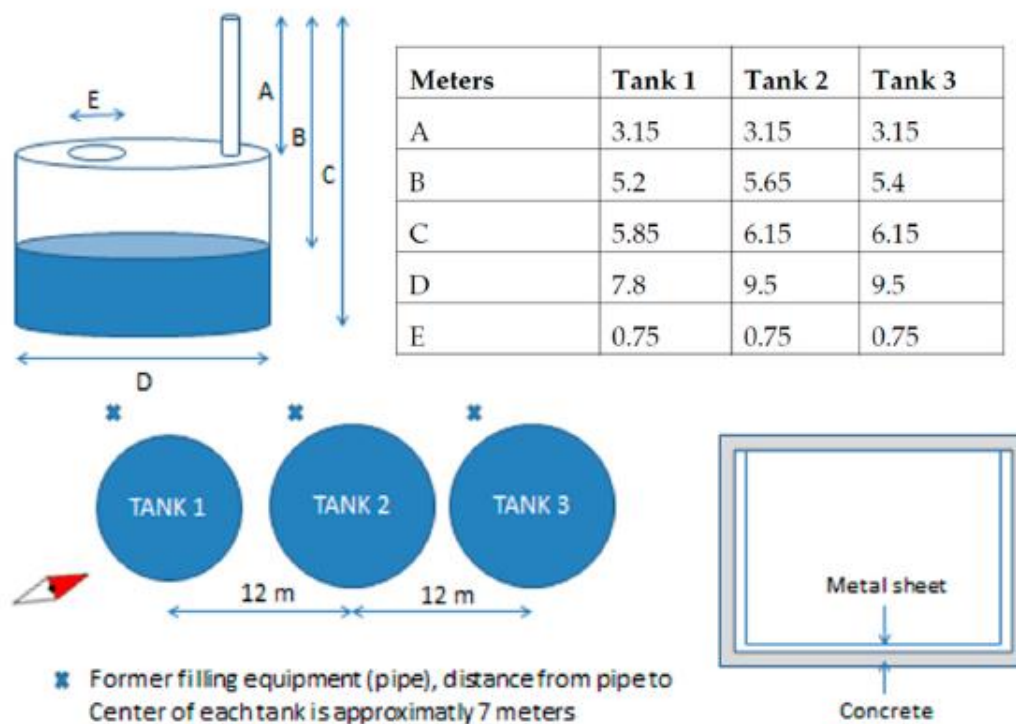 A
B
C
D
E
Meters Tank 1 Tank 2 Tank 3
A 3.15 3.15 3.15
B 5.2 5.65 5.4
C 5.85 6.15 6.15
D 7.8 9.5 9.5
E 0.75 0.75 0.75
TANK 1
TANK 2
TANK 3
12 m
12 m
Former filling equipment (pipe), distance from pipe to
Center of each tank is approximatly 7 meters
Metal sheet
Concrete